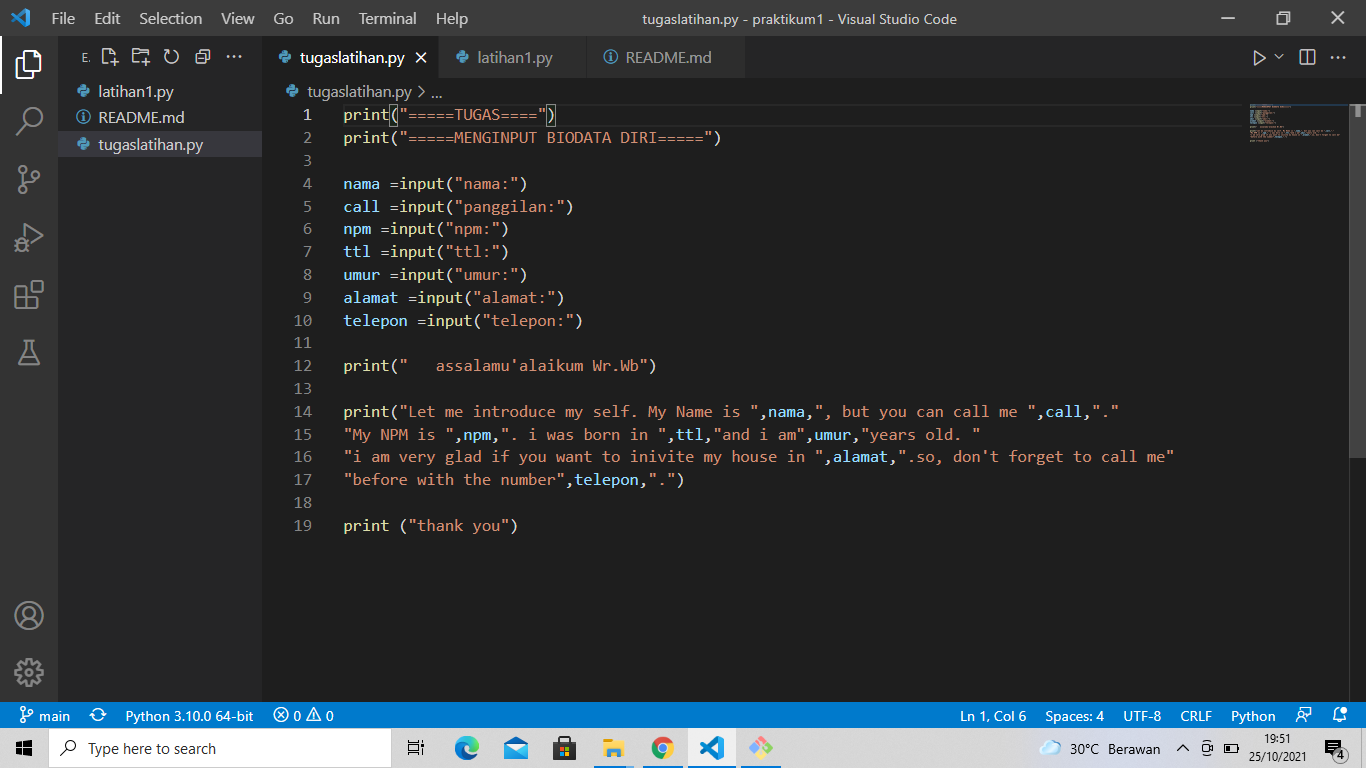 File Edit Selection View Go Run Terminal Help
tugaslatihan.py - praktikum1 - Visual Studio Code
E.
latihan1.py
README.md
tugaslatihan.py
tugaslatihan.py latihan1.py README.md
tugaslatihan.py > ...
1 print("=====TUGAS====")
2 print("=====MENGINPUT BIODATA DIRI=====")
3
4 nama =input("nama:")
5 call =input("panggilan:")
6 npm =input("npm:")
7 ttl =input("ttl:")
8 umur =input("umur:")
9 alamat =input("alamat:")
10 telepon =input("telepon:")
11
12 print("   assalamu'alaikum Wr.Wb")
13
14 print("Let me introduce my self. My Name is ",nama,", but you can call me ",call,"."
15 "My NPM is ",npm,". i was born in ",ttl,"and i am",umur,"years old. "
16 "i am very glad if you want to inivite my house in ",alamat,".so, don't forget to call me"
17 "before with the number",telepon,".")
18
19 print ("thank you")
main Python 3.10.0 64-bit 0 0 Ln 1, Col 6 Spaces: 4 UTF-8 CRLF Python
Type here to search
30°C Berawan
19:51
25/10/2021
4